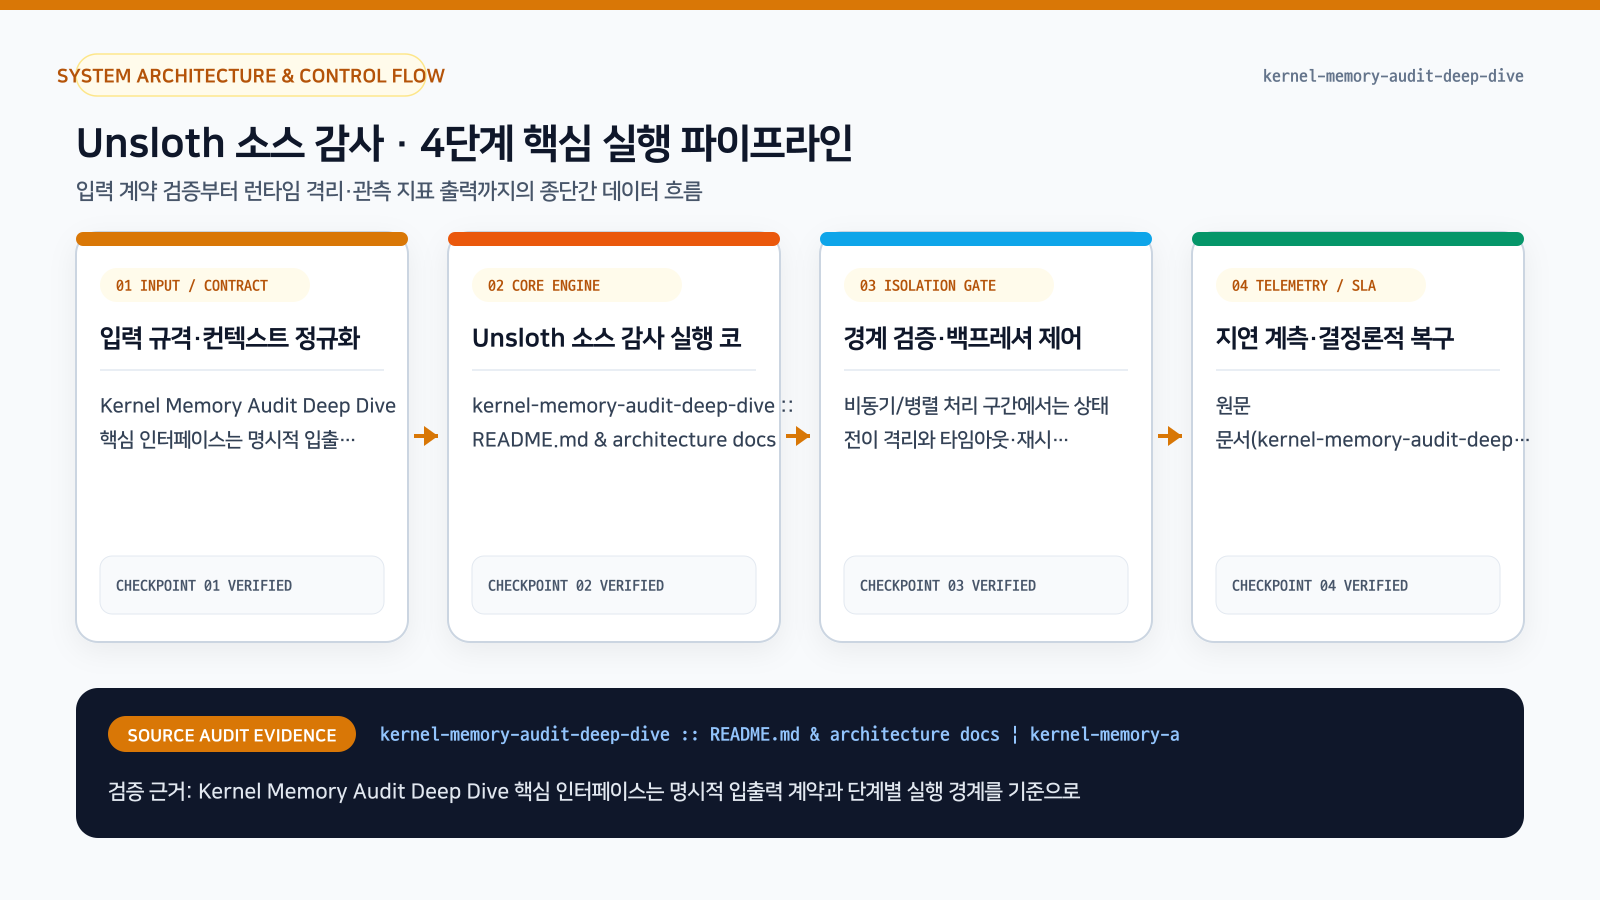 SYSTEM ARCHITECTURE & CONTROL FLOW
kernel-memory-audit-deep-dive
Unsloth 소스 감사 · 4단계 핵심 실행 파이프라인
입력 계약 검증부터 런타임 격리·관측 지표 출력까지의 종단간 데이터 흐름
01 INPUT / CONTRACT
입력 규격·컨텍스트 정규화
Kernel Memory Audit Deep Dive
핵심 인터페이스는 명시적 입출…
CHECKPOINT 01 VERIFIED
02 CORE ENGINE
Unsloth 소스 감사 실행 코
kernel-memory-audit-deep-dive ::
README.md & architecture docs
CHECKPOINT 02 VERIFIED
03 ISOLATION GATE
경계 검증·백프레셔 제어
비동기/병렬 처리 구간에서는 상태
전이 격리와 타임아웃·재시…
CHECKPOINT 03 VERIFIED
04 TELEMETRY / SLA
지연 계측·결정론적 복구
원문
문서(kernel-memory-audit-deep…
CHECKPOINT 04 VERIFIED
SOURCE AUDIT EVIDENCE
kernel-memory-audit-deep-dive :: README.md & architecture docs ¦ kernel-memory-a
검증 근거: Kernel Memory Audit Deep Dive 핵심 인터페이스는 명시적 입출력 계약과 단계별 실행 경계를 기준으로